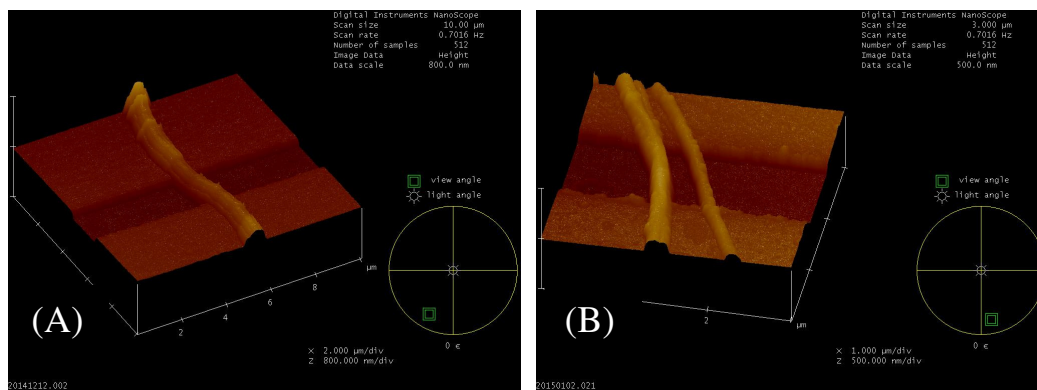 Digital Instruments NanoScope
Scan size 10.00 µm
Scan rate 0.7016 Hz
Number of samples 512
Image Data Height
Data scale 800.0 nm
view angle
light angle
µm
8
6
4
2
X 2.000 µm/div
Z 800.000 nm/div
0 є
(A)
20141212.002
Digital Instruments NanoScope
Scan size 3.000 µm
Scan rate 0.7016 Hz
Number of samples 512
Image Data Height
Data scale 500.0 nm
view angle
light angle
2
µm
X 1.000 µm/div
Z 500.000 nm/div
0 є
(B)
20150102.021